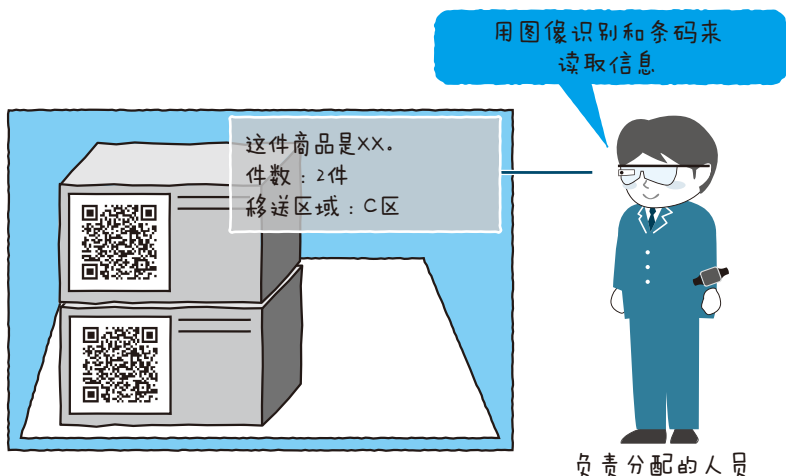 用图像识别和条码来
读取信息
这件商品是XX。
件数：2件
移送区域：C区
负责分配的人员